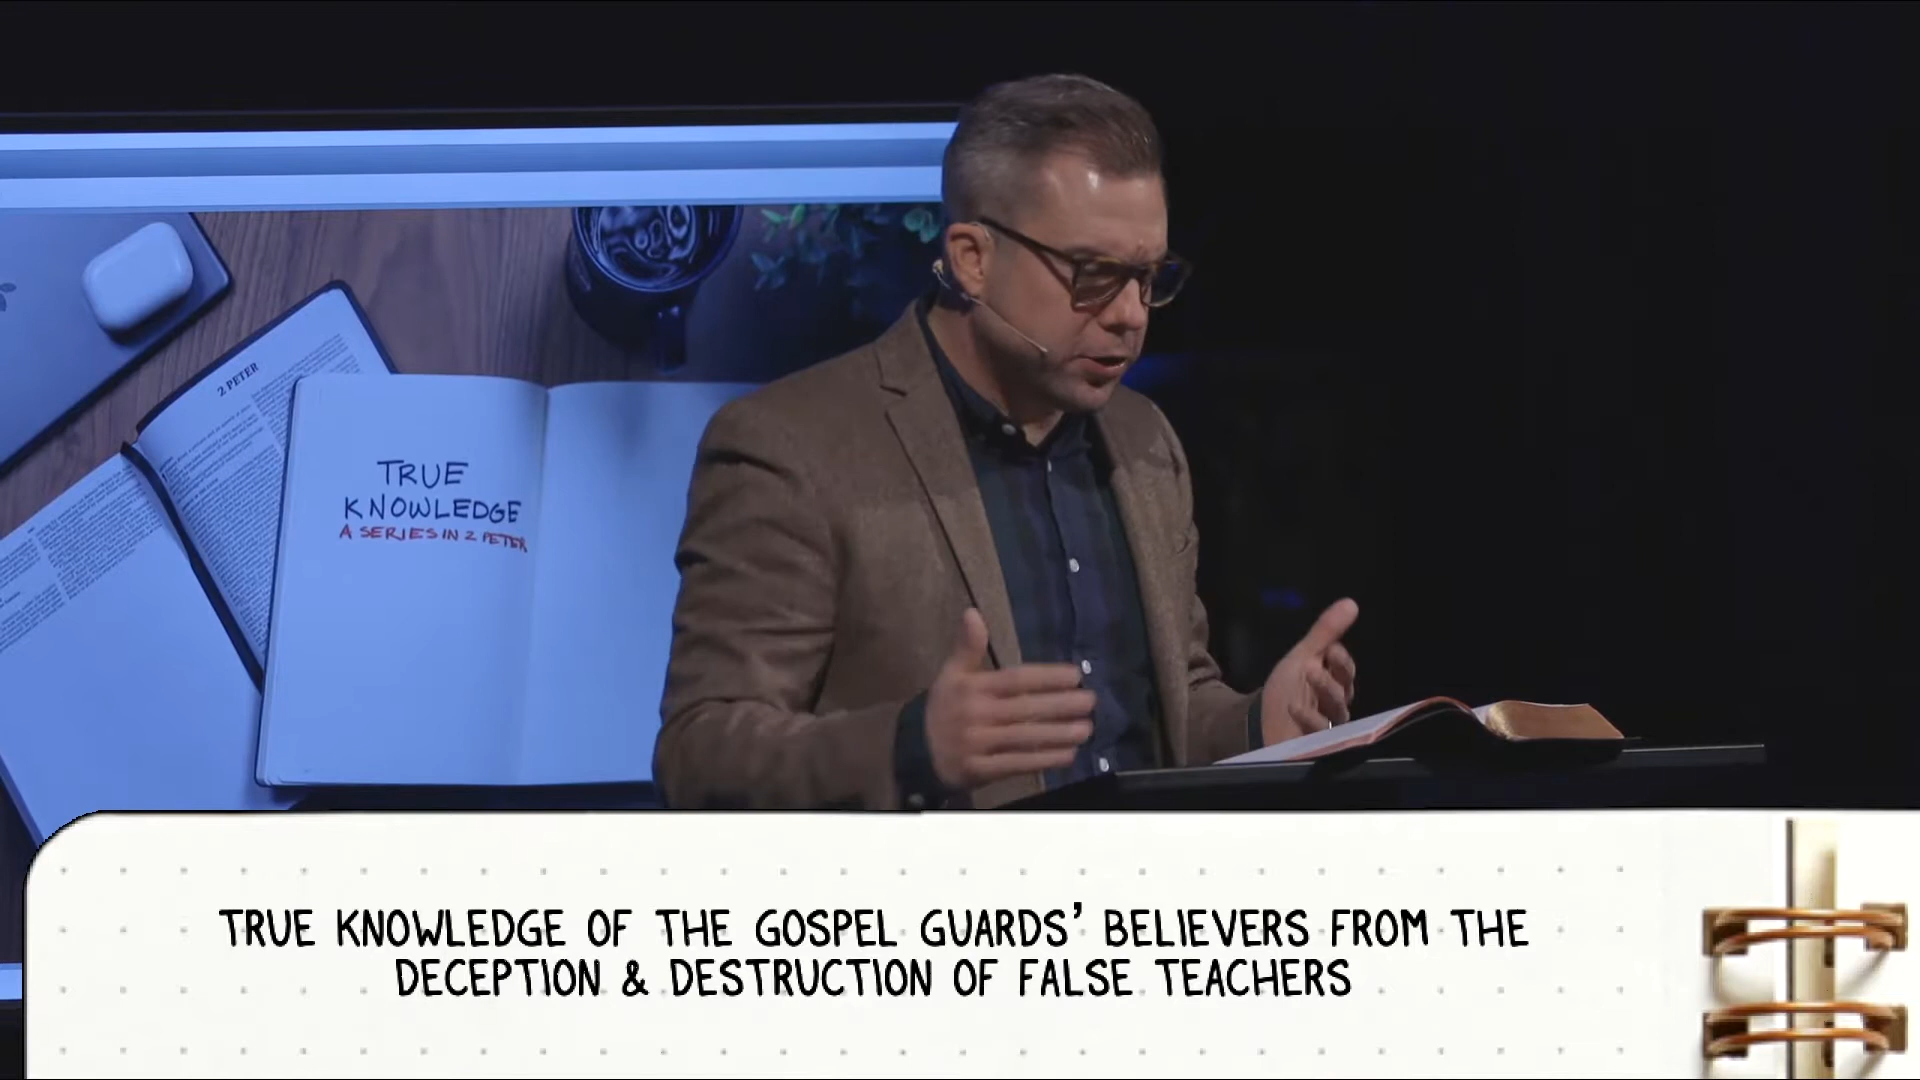 2 PETER
TRUE
KNOWLEDGE
A SERIES IN 2 PETER
TRUE KNOWLEDGE OF THE GOSPEL GUARDS’ BELIEVERS FROM THE
DECEPTION & DESTRUCTION OF FALSE TEACHERS